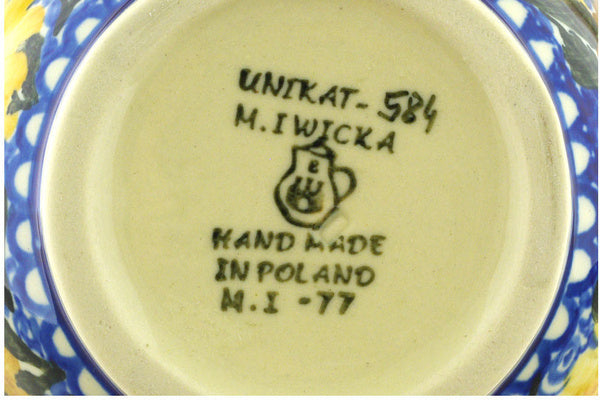 UNIKAT-584
M.IWICKA
HAND MADE
IN POLAND
M.I -77